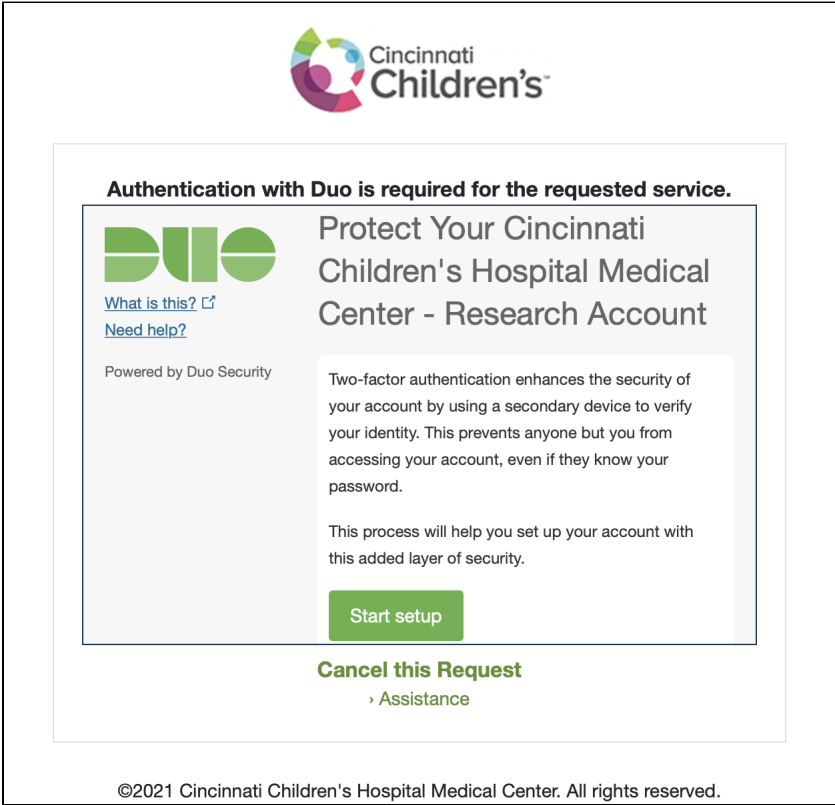 Cincinnati
Children's™
Authentication with Duo is required for the requested service.
DUO
What is this?
Need help?
Powered by Duo Security
Protect Your Cincinnati
Children's Hospital Medical
Center - Research Account
Two-factor authentication enhances the security of
your account by using a secondary device to verify
your identity. This prevents anyone but you from
accessing your account, even if they know your
password.
This process will help you set up your account with
this added layer of security.
Start setup
Cancel this Request
› Assistance
©2021 Cincinnati Children's Hospital Medical Center. All rights reserved.